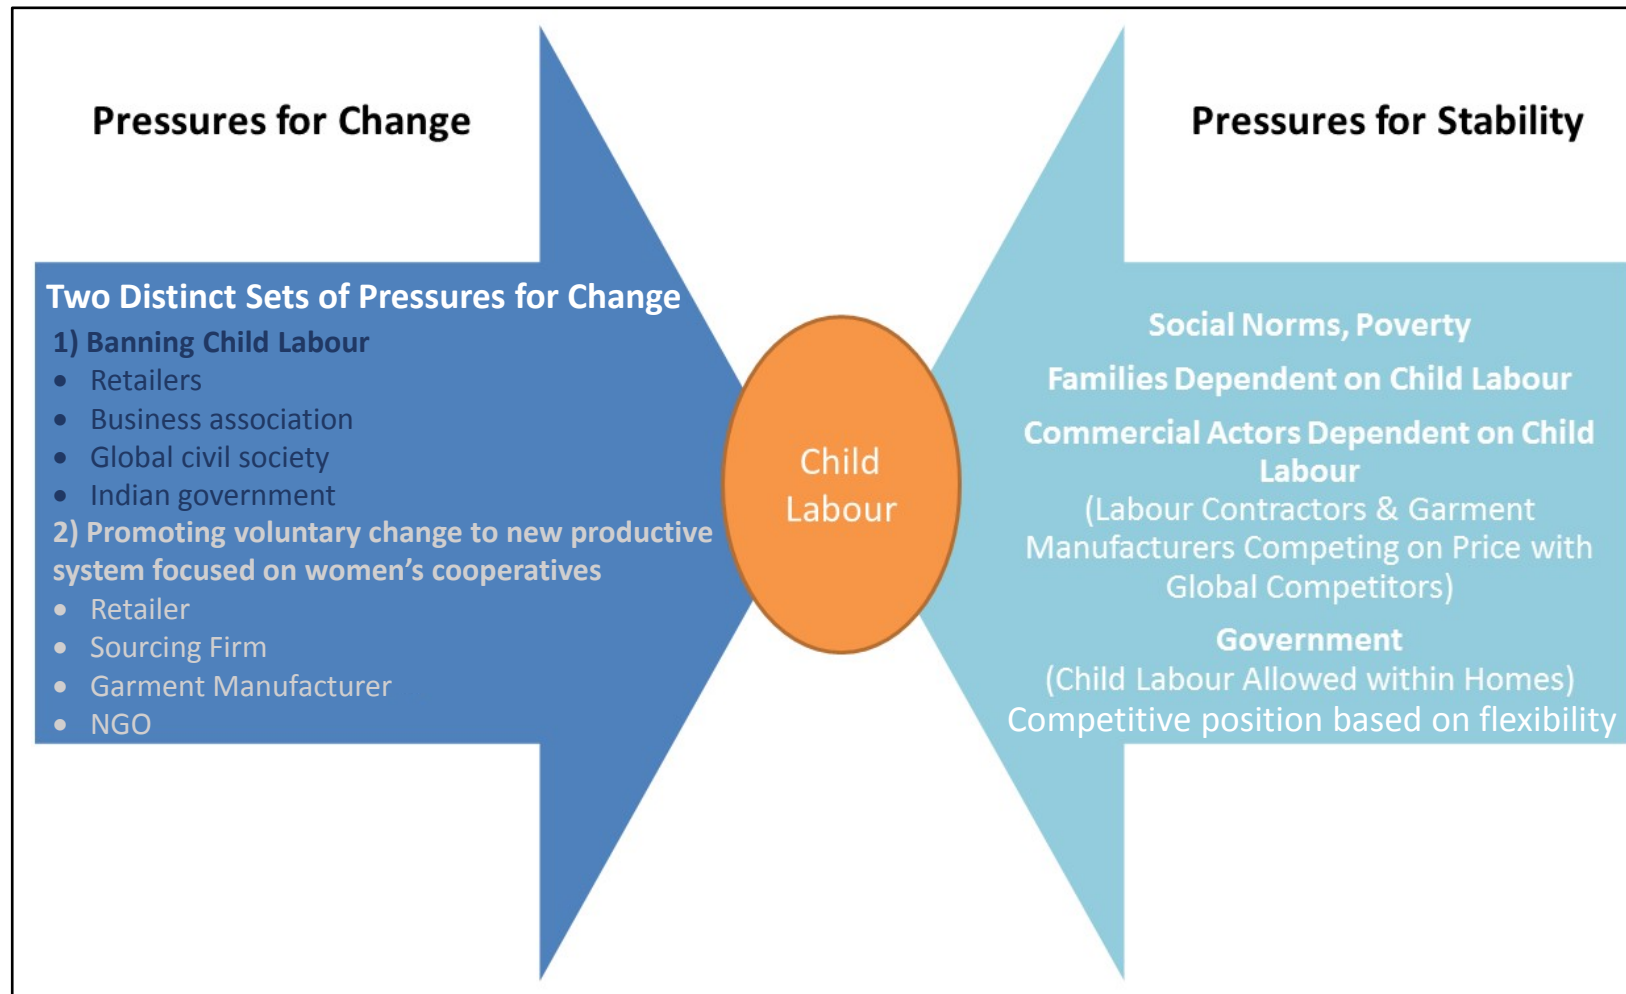 Pressures for Change
Two Distinct Sets of Pressures for Change
1) Banning Child Labour
• Retailers
• Business association
• Global civil society
• Indian government
2) Promoting voluntary change to new productive
system focused on women’s cooperatives
• Retailer
• Sourcing Firm
• Garment Manufacturer
• NGO
Child
Labour
Pressures for Stability
Social Norms, Poverty
Families Dependent on Child Labour
Commercial Actors Dependent on Child
Labour
(Labour Contractors & Garment
Manufacturers Competing on Price with
Global Competitors)
Government
(Child Labour Allowed within Homes)
Competitive position based on flexibility